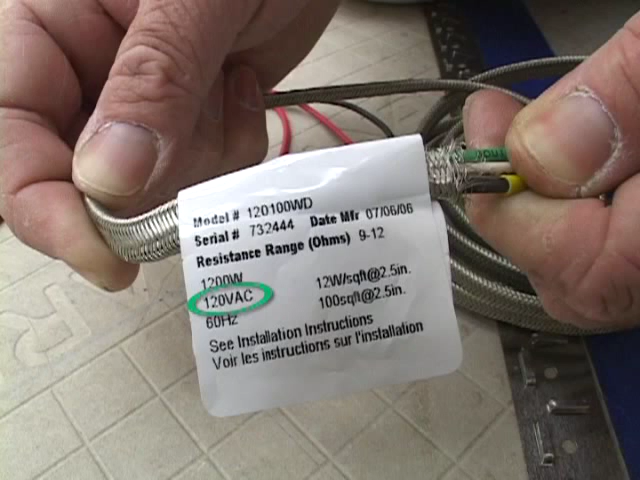 Model # 120100WD
Serial # 732444 Date Mfr 07/06/06
Resistance Range (Ohms) 9-12
1200W 12W/sqft@2.5in.
120VAC 100sqft@2.5in.
60Hz
See Installation Instructions
Voir les instructions sur l'installation